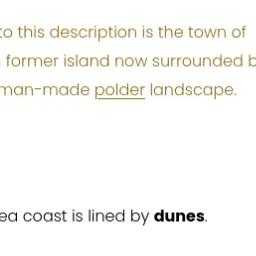 to this description is the town of
former island now surrounded b
man-made polder landscape.
ea coast is lined by dunes.